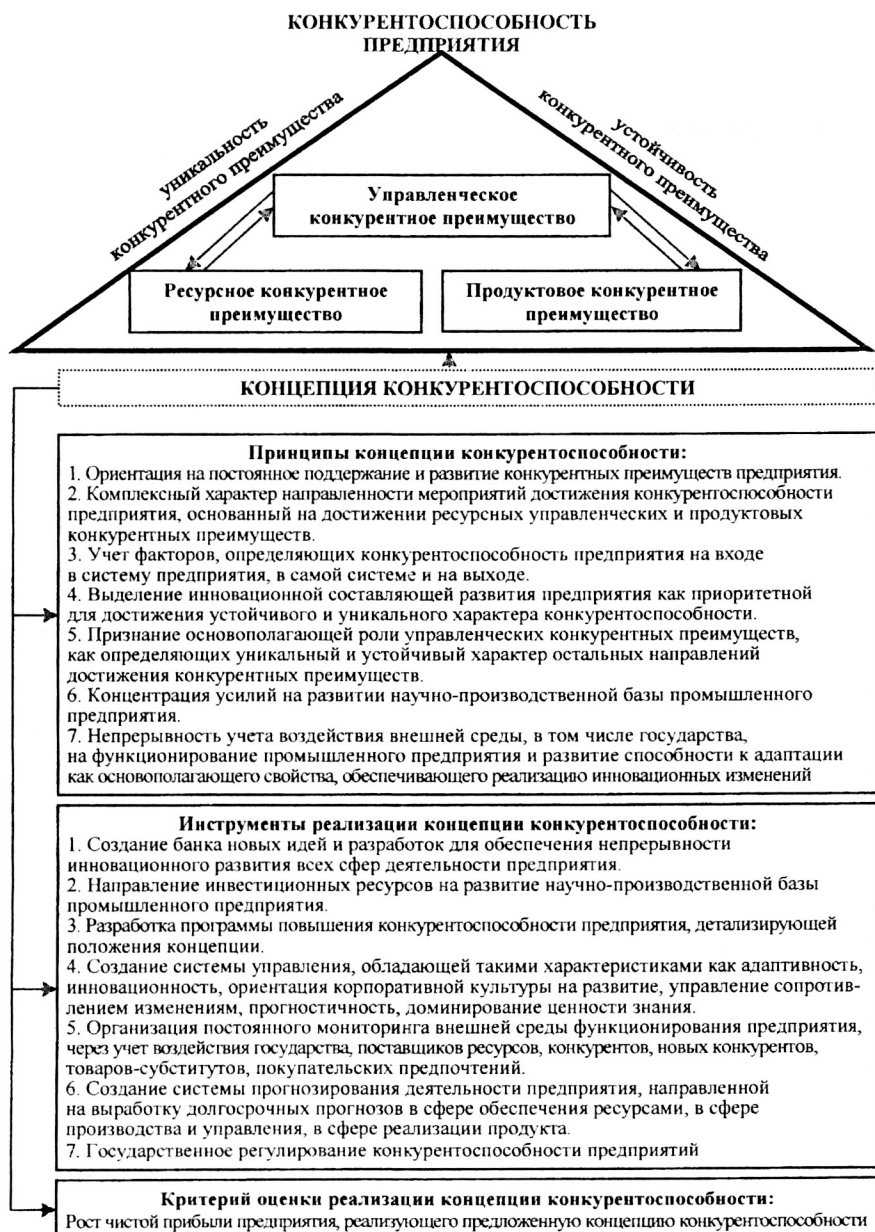 КОНКУРЕНТОСПОСОБНОСТЬ
ПРЕДПРИЯТИЯ
уникальность
конкурентного преимущества
устойчивость
конкурентного преимущества
Управленческое
конкурентное преимущество
Ресурсное конкурентное
преимущество
Продуктовое конкурентное
преимущество
КОНЦЕПЦИЯ КОНКУРЕНТОСПОСОБНОСТИ
Принципы концепции конкурентоспособности:
1. Ориентация на постоянное поддержание и развитие конкурентных преимуществ предприятия.
2. Комплексный характер направленности мероприятий достижения конкурентоспособности
предприятия, основанный на достижении ресурсных управленческих и продуктовых
конкурентных преимуществ.
3. Учет факторов, определяющих конкурентоспособность предприятия на входе
в систему предприятия, в самой системе и на выходе.
4. Выделение инновационной составляющей развития предприятия как приоритетной
для достижения устойчивого и уникального характера конкурентоспособности.
5. Признание основополагающей роли управленческих конкурентных преимуществ,
как определяющих уникальный и устойчивый характер остальных направлений
достижения конкурентных преимуществ.
6. Концентрация усилий на развитии научно-производственной базы промышленного
предприятия.
7. Непрерывность учета воздействия внешней среды, в том числе государства,
на функционирование промышленного предприятия и развитие способности к адаптации
как основополагающего свойства, обеспечивающего реализацию инновационных изменений
Инструменты реализации концепции конкурентоспособности:
1. Создание банка новых идей и разработок для обеспечения непрерывности
инновационного развития всех сфер деятельности предприятия.
2. Направление инвестиционных ресурсов на развитие научно-производственной базы
промышленного предприятия.
3. Разработка программы повышения конкурентоспособности предприятия, детализирующей
положения концепции.
4. Создание системы управления, обладающей такими характеристиками как адаптивность,
инновационность, ориентация корпоративной культуры на развитие, управление сопротив-
лением изменениям, прогностичность, доминирование ценности знания.
5. Организация постоянного мониторинга внешней среды функционирования предприятия,
через учет воздействия государства, поставщиков ресурсов, конкурентов, новых конкурентов,
товаров-субститутов, покупательских предпочтений.
6. Создание системы прогнозирования деятельности предприятия, направленной
на выработку долгосрочных прогнозов в сфере обеспечения ресурсами, в сфере
производства и управления, в сфере реализации продукта.
7. Государственное регулирование конкурентоспособности предприятий
Критерий оценки реализации концепции конкурентоспособности:
Рост чистой прибыли предприятия, реализующего предложенную концепцию конкурентоспособности